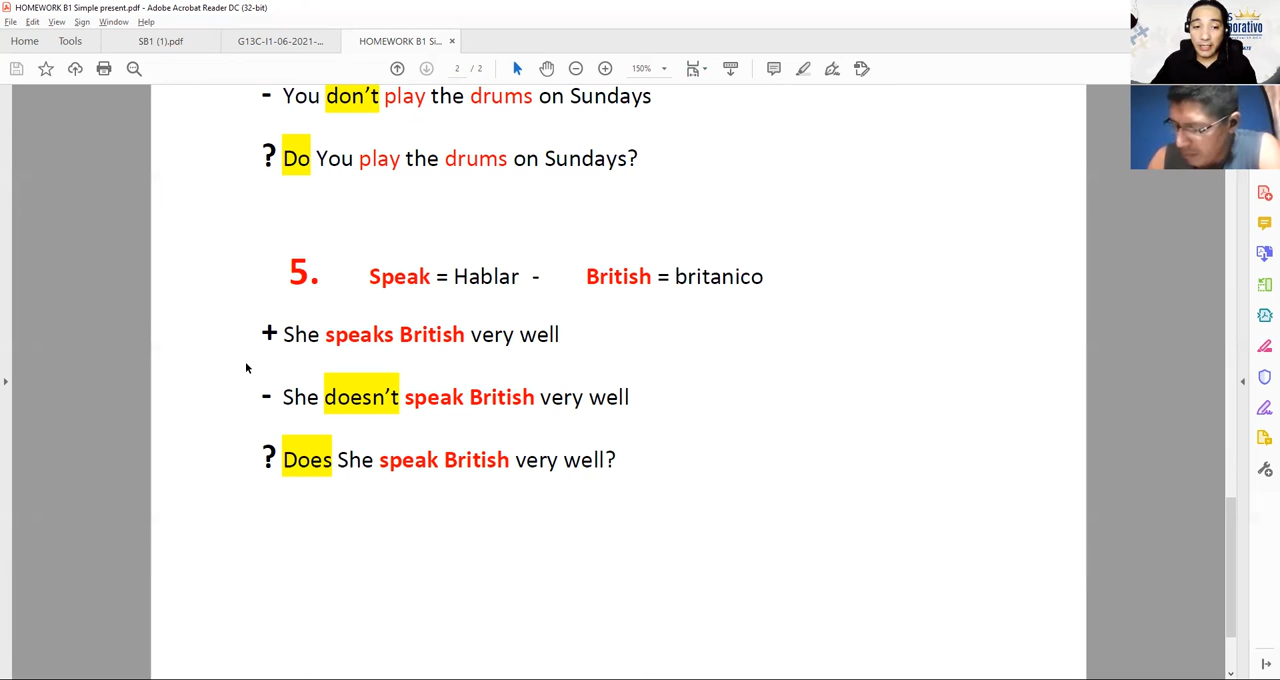 HOMEWORK B1 Simple present.pdf - Adobe Acrobat Reader DC (32-bit)
File Edit View Sign Window Help
Home Tools SB1 (1).pdf G13C-I1-06-2021-... HOMEWORK B1 Si... ×
2 / 2 150%
- You don't play the drums on Sundays
? Do You play the drums on Sundays?
5. Speak = Hablar - British = britanico
+ She speaks British very well
- She doesn't speak British very well
? Does She speak British very well?